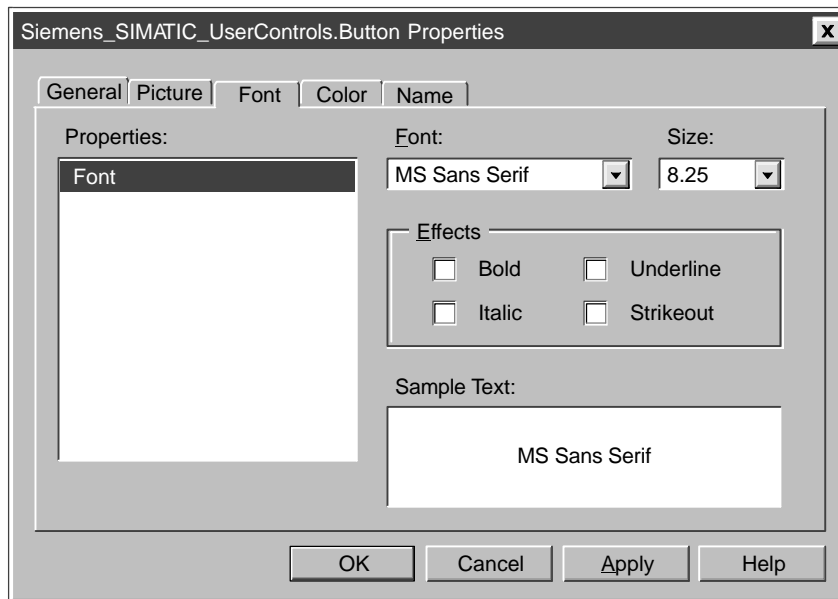 Siemens_SIMATIC_UserControls.Button Properties
General Picture Font Color Name
Properties:
Font
Font:
MS Sans Serif
Size:
8.25
Effects
Bold
Underline
Italic
Strikeout
Sample Text:
MS Sans Serif
OK Cancel Apply Help